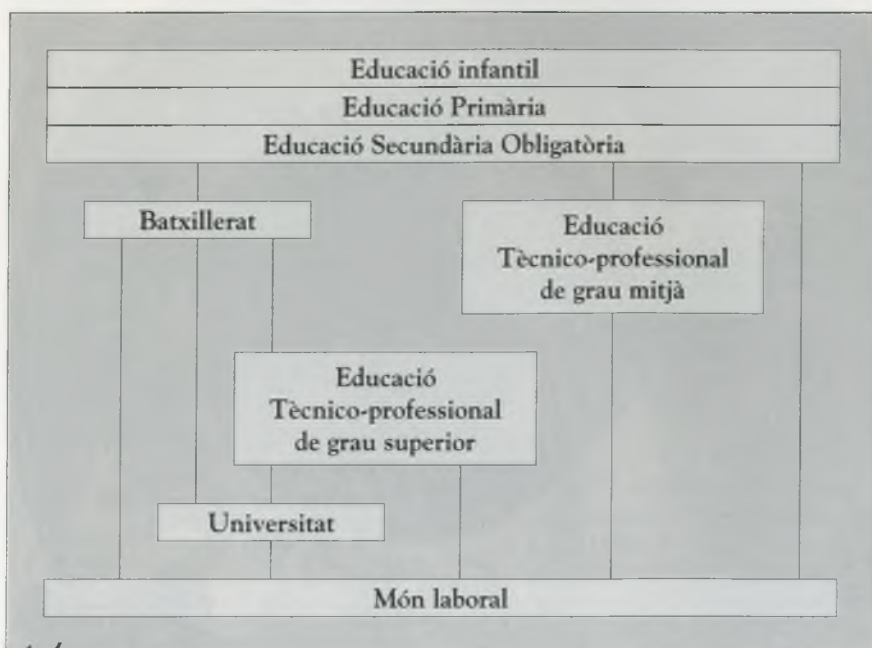 Educació infantil
Educació Primària
Educació Secundària Obligatòria
Batxillerat
Educació
Tècnico-professional
de grau mitjà
Educació
Tècnico-professional
de grau superior
Universitat
Món laboral